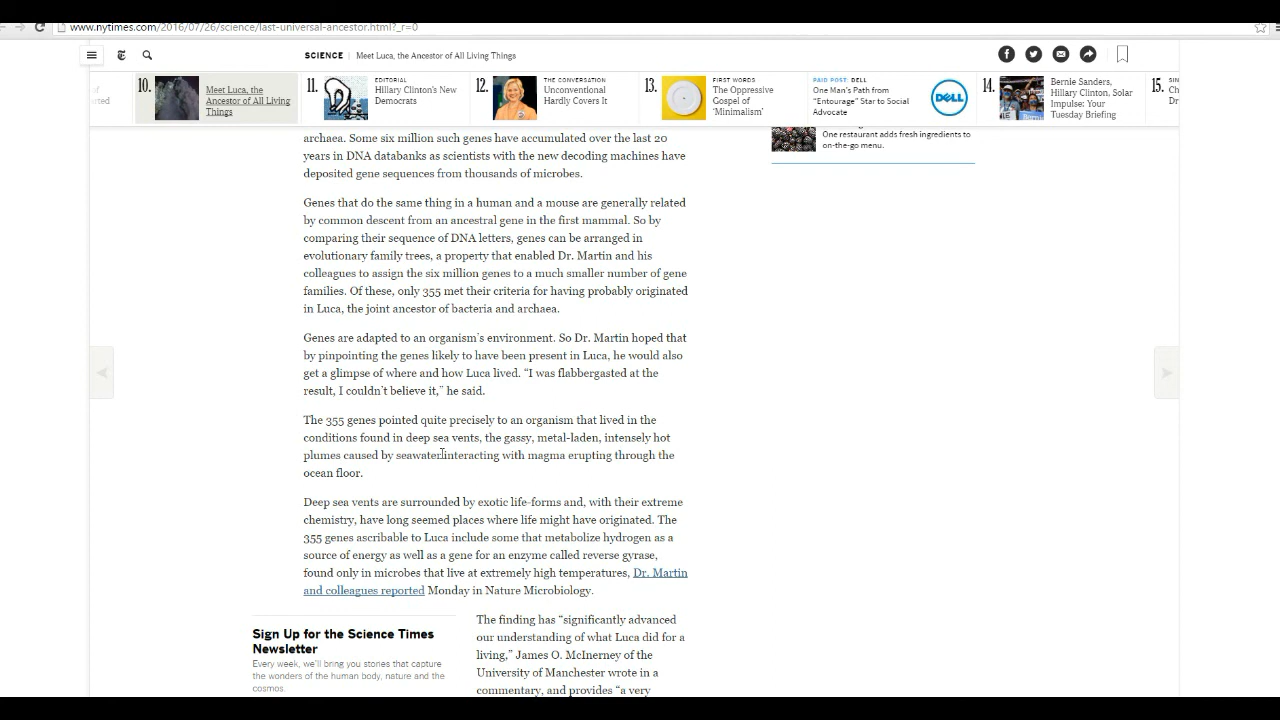 www.nytimes.com/2016/07/26/science/last-universal-ancestor.html?_r=0
SCIENCE | Meet Luca, the Ancestor of All Living Things
of
orted
10. Meet Luca, the
Ancestor of All Living
Things
11. EDITORIAL
Hillary Clinton's New
Democrats
12. THE CONVERSATION
Unconventional
Hardly Covers It
13. FIRST WORDS
The Oppressive
Gospel of
'Minimalism'
PAID POST: DELL
One Man's Path from
"Entourage" Star to Social
Advocate
DELL
14. Bernie Sanders,
Hillary Clinton, Solar
Impulse: Your
Tuesday Briefing
15. SIN
Ch
Dr
One restaurant adds fresh ingredients to
on-the-go menu.
archaea. Some six million such genes have accumulated over the last 20
years in DNA databanks as scientists with the new decoding machines have
deposited gene sequences from thousands of microbes.
Genes that do the same thing in a human and a mouse are generally related
by common descent from an ancestral gene in the first mammal. So by
comparing their sequence of DNA letters, genes can be arranged in
evolutionary family trees, a property that enabled Dr. Martin and his
colleagues to assign the six million genes to a much smaller number of gene
families. Of these, only 355 met their criteria for having probably originated
in Luca, the joint ancestor of bacteria and archaea.
Genes are adapted to an organism's environment. So Dr. Martin hoped that
by pinpointing the genes likely to have been present in Luca, he would also
get a glimpse of where and how Luca lived. "I was flabbergasted at the
result, I couldn't believe it," he said.
The 355 genes pointed quite precisely to an organism that lived in the
conditions found in deep sea vents, the gassy, metal-laden, intensely hot
plumes caused by seawater interacting with magma erupting through the
ocean floor.
Deep sea vents are surrounded by exotic life-forms and, with their extreme
chemistry, have long seemed places where life might have originated. The
355 genes ascribable to Luca include some that metabolize hydrogen as a
source of energy as well as a gene for an enzyme called reverse gyrase,
found only in microbes that live at extremely high temperatures, Dr. Martin
and colleagues reported Monday in Nature Microbiology.
Sign Up for the Science Times
Newsletter
Every week, we'll bring you stories that capture
the wonders of the human body, nature and the
cosmos.
The finding has "significantly advanced
our understanding of what Luca did for a
living," James O. McInerney of the
University of Manchester wrote in a
commentary, and provides "a very